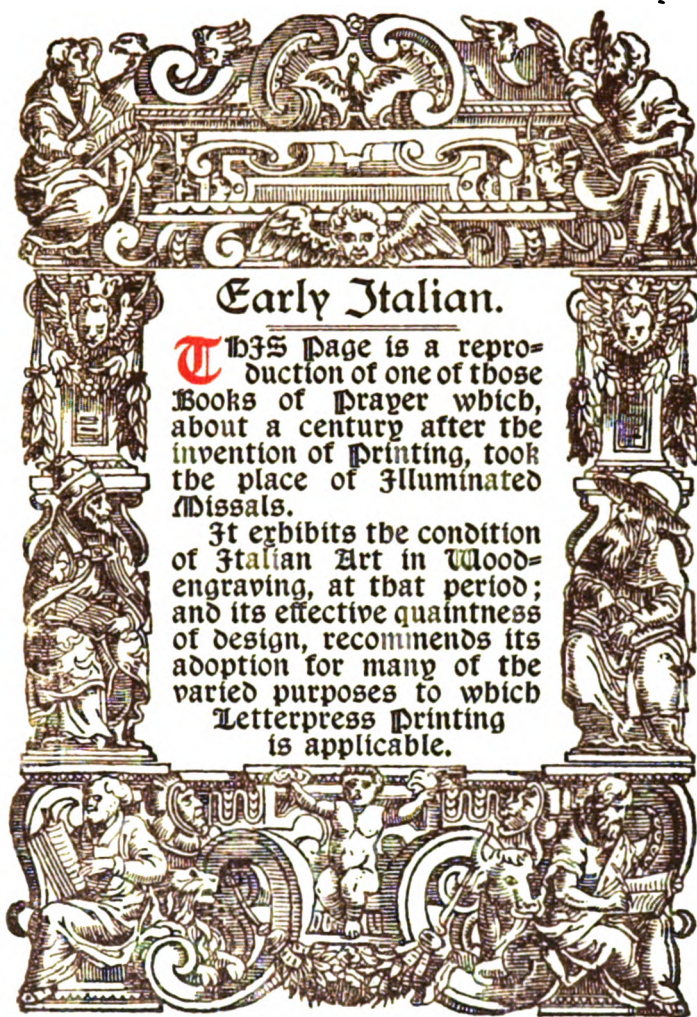 Early Italian.
THIS Page is a repro=
duction of one of those
Books of Prayer which,
about a century after the
invention of Printing, took
the place of Illuminated
Missals.
It exhibits the condition
of Italian Art in Wood=
engraving, at that period;
and its effective quaintness
of design, recommends its
adoption for many of the
varied purposes to which
Letterpress Printing
is applicable.